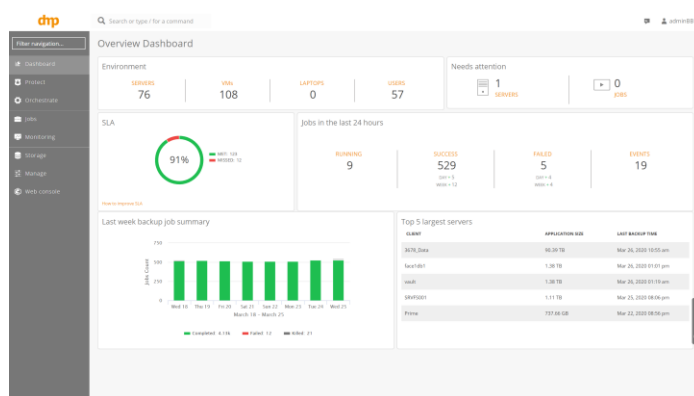 dmp
Search or type / for a command
admin88
Filter navigation...
Dashboard
Protect
Orchestrate
Jobs
Monitoring
Storage
Manage
Web console
Overview Dashboard
Environment
SERVERS
76
VMs
108
LAPTOPS
0
USERS
57
Needs attention
1
SERVERS
0
JOBS
SLA
91%
MET: 120
MISSED: 12
How to improve SLA
Jobs in the last 24 hours
RUNNING
9
SUCCESS
529
FAILED
5
EVENTS
19
Last week backup job summary
Jobs Count
750
500
250
0
Wed 18 Thu 19 Fri 20 Sat 21 Sun 22 Mon 23 Tue 24 Wed 25
March 18 - March 25
Completed: 4,136 Failed: 12 Killed: 21
Top 5 largest servers
CLIENT APPLICATION SIZE LAST BACKUP TIME
3678_Data 90.39 TB Mar 26, 2020 10:55 am
1.38 TB Mar 26, 2020 01:01 pm
1.38 TB Mar 26, 2020 01:10 am
SRVFS001 1.11 TB Mar 25, 2020 08:06 pm
Prima 737.66 GB Mar 22, 2020 08:56 pm